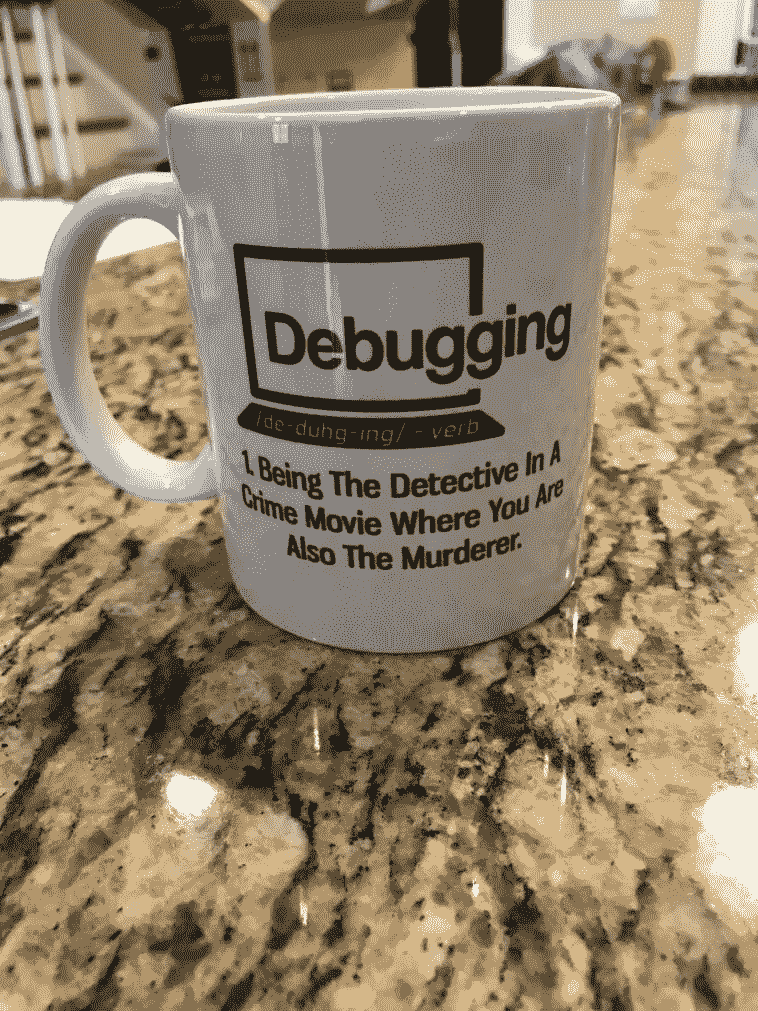 Debugging
/de-duhg-ing/ - verb
1. Being The Detective In A
Crime Movie Where You Are
Also The Murderer.